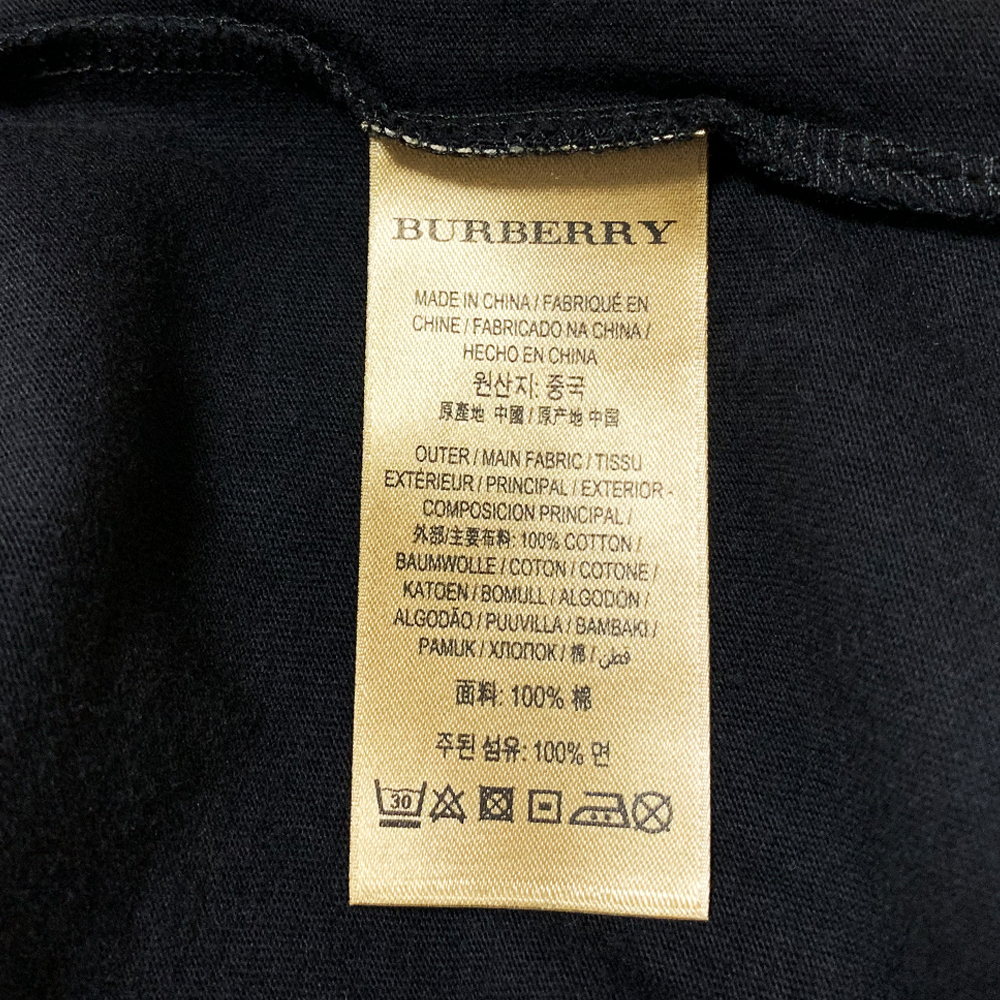 BURBERRY
MADE IN CHINA / FABRIQUÉ EN
CHINE / FABRICADO NA CHINA /
HECHO EN CHINA
원산지: 중국
原產地 中國 / 原产地 中国
OUTER / MAIN FABRIC / TISSU
EXTÉRIEUR / PRINCIPAL / EXTERIOR -
COMPOSICION PRINCIPAL /
外部/主要布料: 100% COTTON /
BAUMWOLLE / COTON / COTONE /
KATOEN / BOMULL / ALGODON /
ALGODÃO / PUUVILLA / BAMBAKI /
PAMUK / ХЛОПОК / 棉 / قطن
面料: 100% 棉
주된 섬유: 100% 면
30